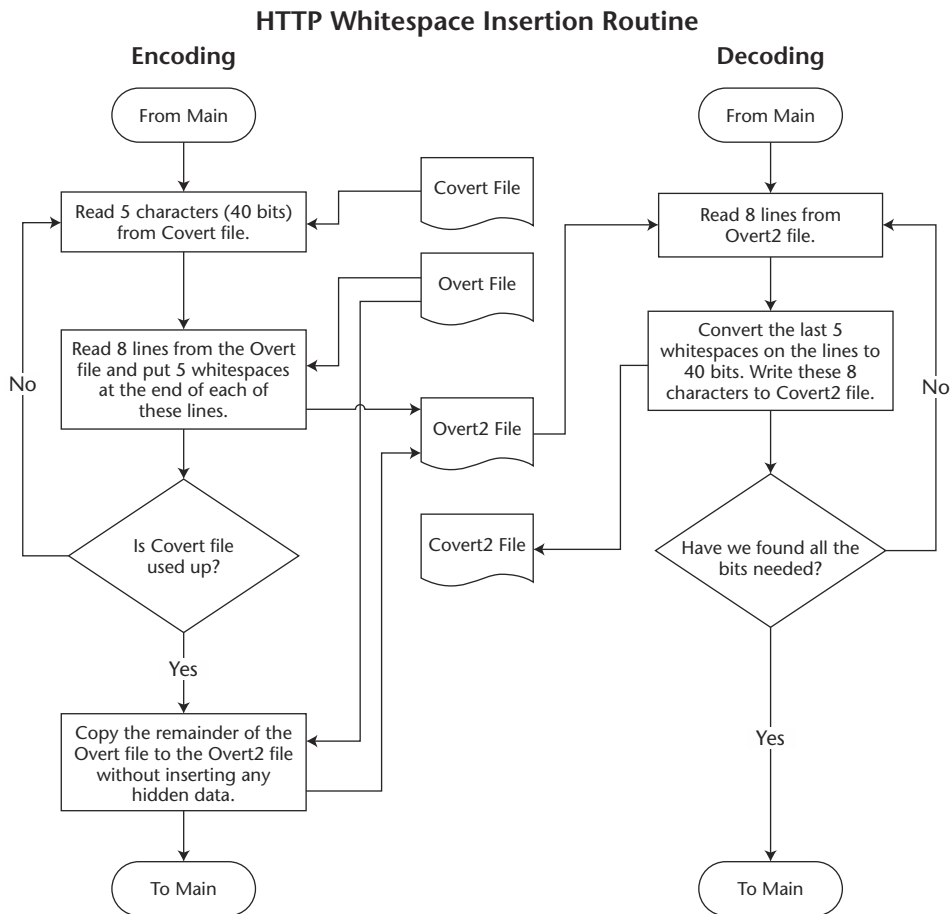 HTTP Whitespace Insertion Routine
Encoding
From Main
Read 5 characters (40 bits)
from Covert file.
Read 8 lines from the Overt
file and put 5 whitespaces
at the end of each of
these lines.
No
Is Covert file
used up?
Yes
Copy the remainder of the
Overt file to the Overt2 file
without inserting any
hidden data.
To Main
Covert File
Overt File
Overt2 File
Covert2 File
Decoding
From Main
Read 8 lines from
Overt2 file.
Convert the last 5
whitespaces on the lines to
40 bits. Write these 8
characters to Covert2 file.
No
Have we found all the
bits needed?
Yes
To Main